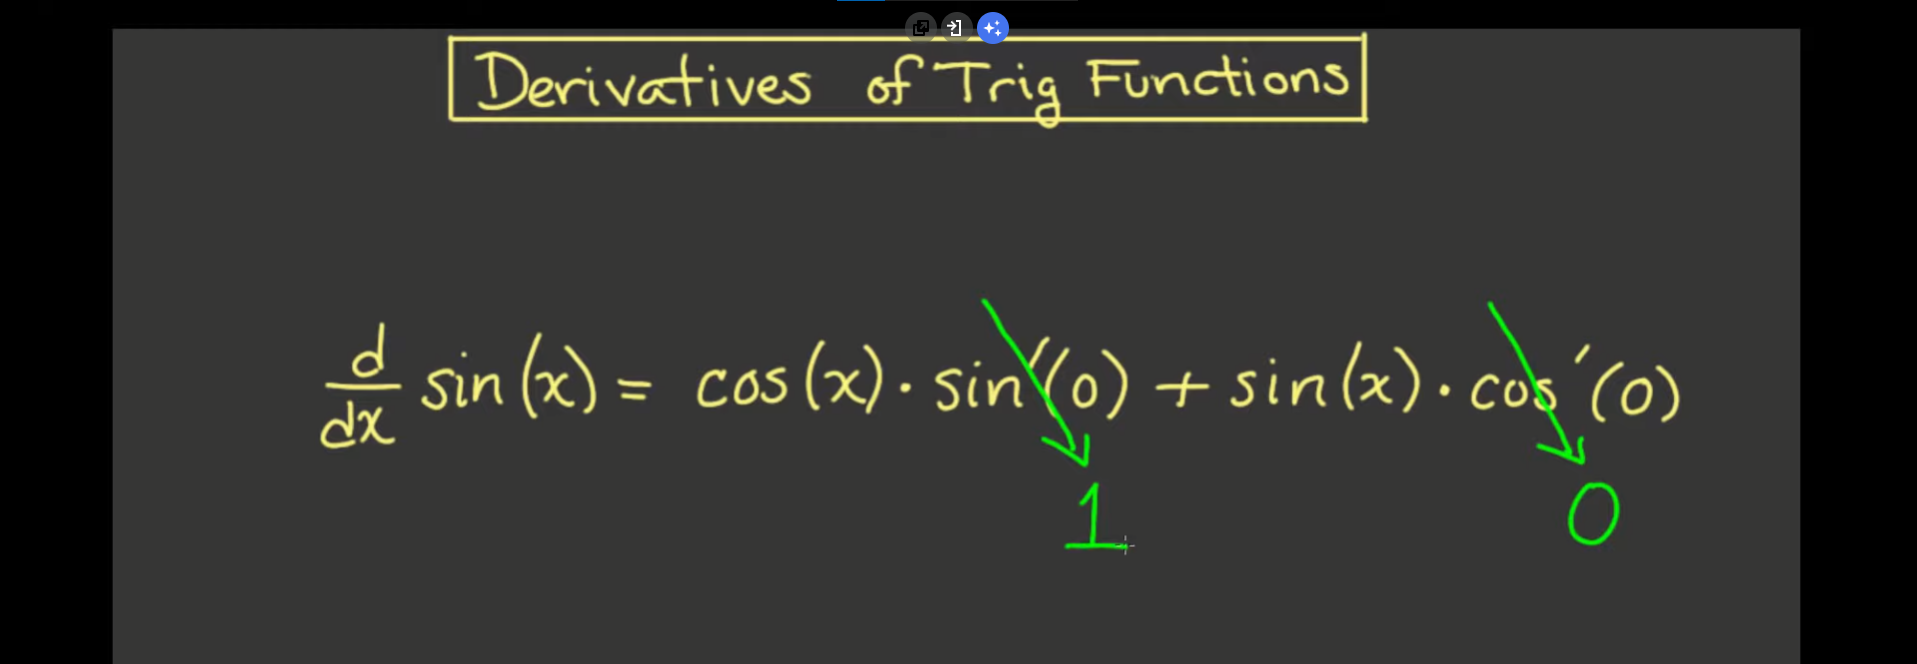 Derivatives of Trig Functions
d/dx sin(x) = cos(x) · sin'(0) + sin(x) · cos'(0)
1 0